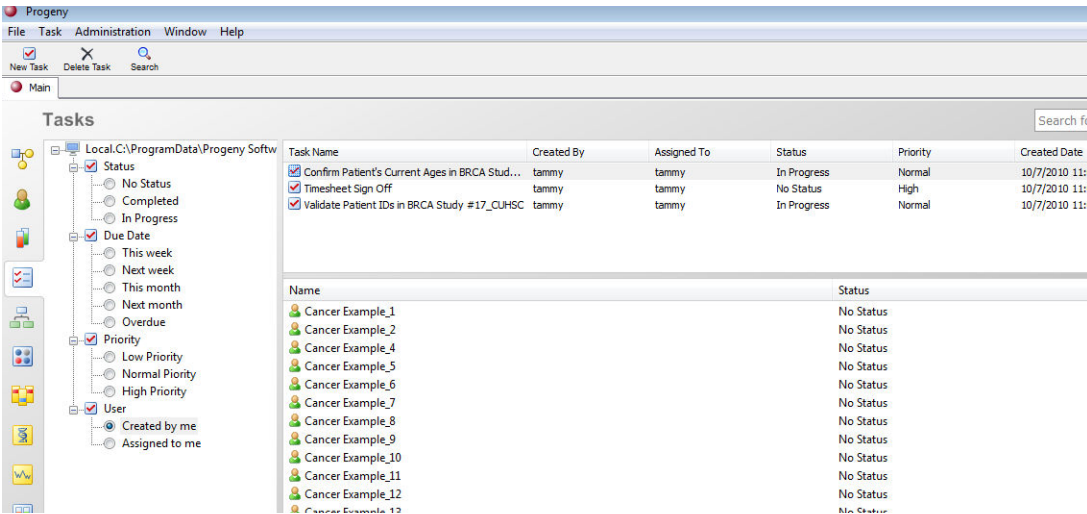 Progeny
File Task Administration Window Help
New Task Delete Task Search
Main
Tasks
Search fo
Local.C:\ProgramData\Progeny Softw
Status
No Status
Completed
In Progress
Due Date
This week
Next week
This month
Next month
Overdue
Priority
Low Priority
Normal Piority
High Priority
User
Created by me
Assigned to me
Task Name Created By Assigned To Status Priority Created Date
Confirm Patient's Current Ages in BRCA Stud... tammy tammy In Progress Normal 10/7/2010 11:
Timesheet Sign Off tammy tammy No Status High 10/7/2010 11:
Validate Patient IDs in BRCA Study #17_CUHSC tammy tammy In Progress Normal 10/7/2010 11:
Name Status
Cancer Example_1 No Status
Cancer Example_2 No Status
Cancer Example_4 No Status
Cancer Example_5 No Status
Cancer Example_6 No Status
Cancer Example_7 No Status
Cancer Example_8 No Status
Cancer Example_9 No Status
Cancer Example_10 No Status
Cancer Example_11 No Status
Cancer Example_12 No Status
Cancer Example_13 No Status